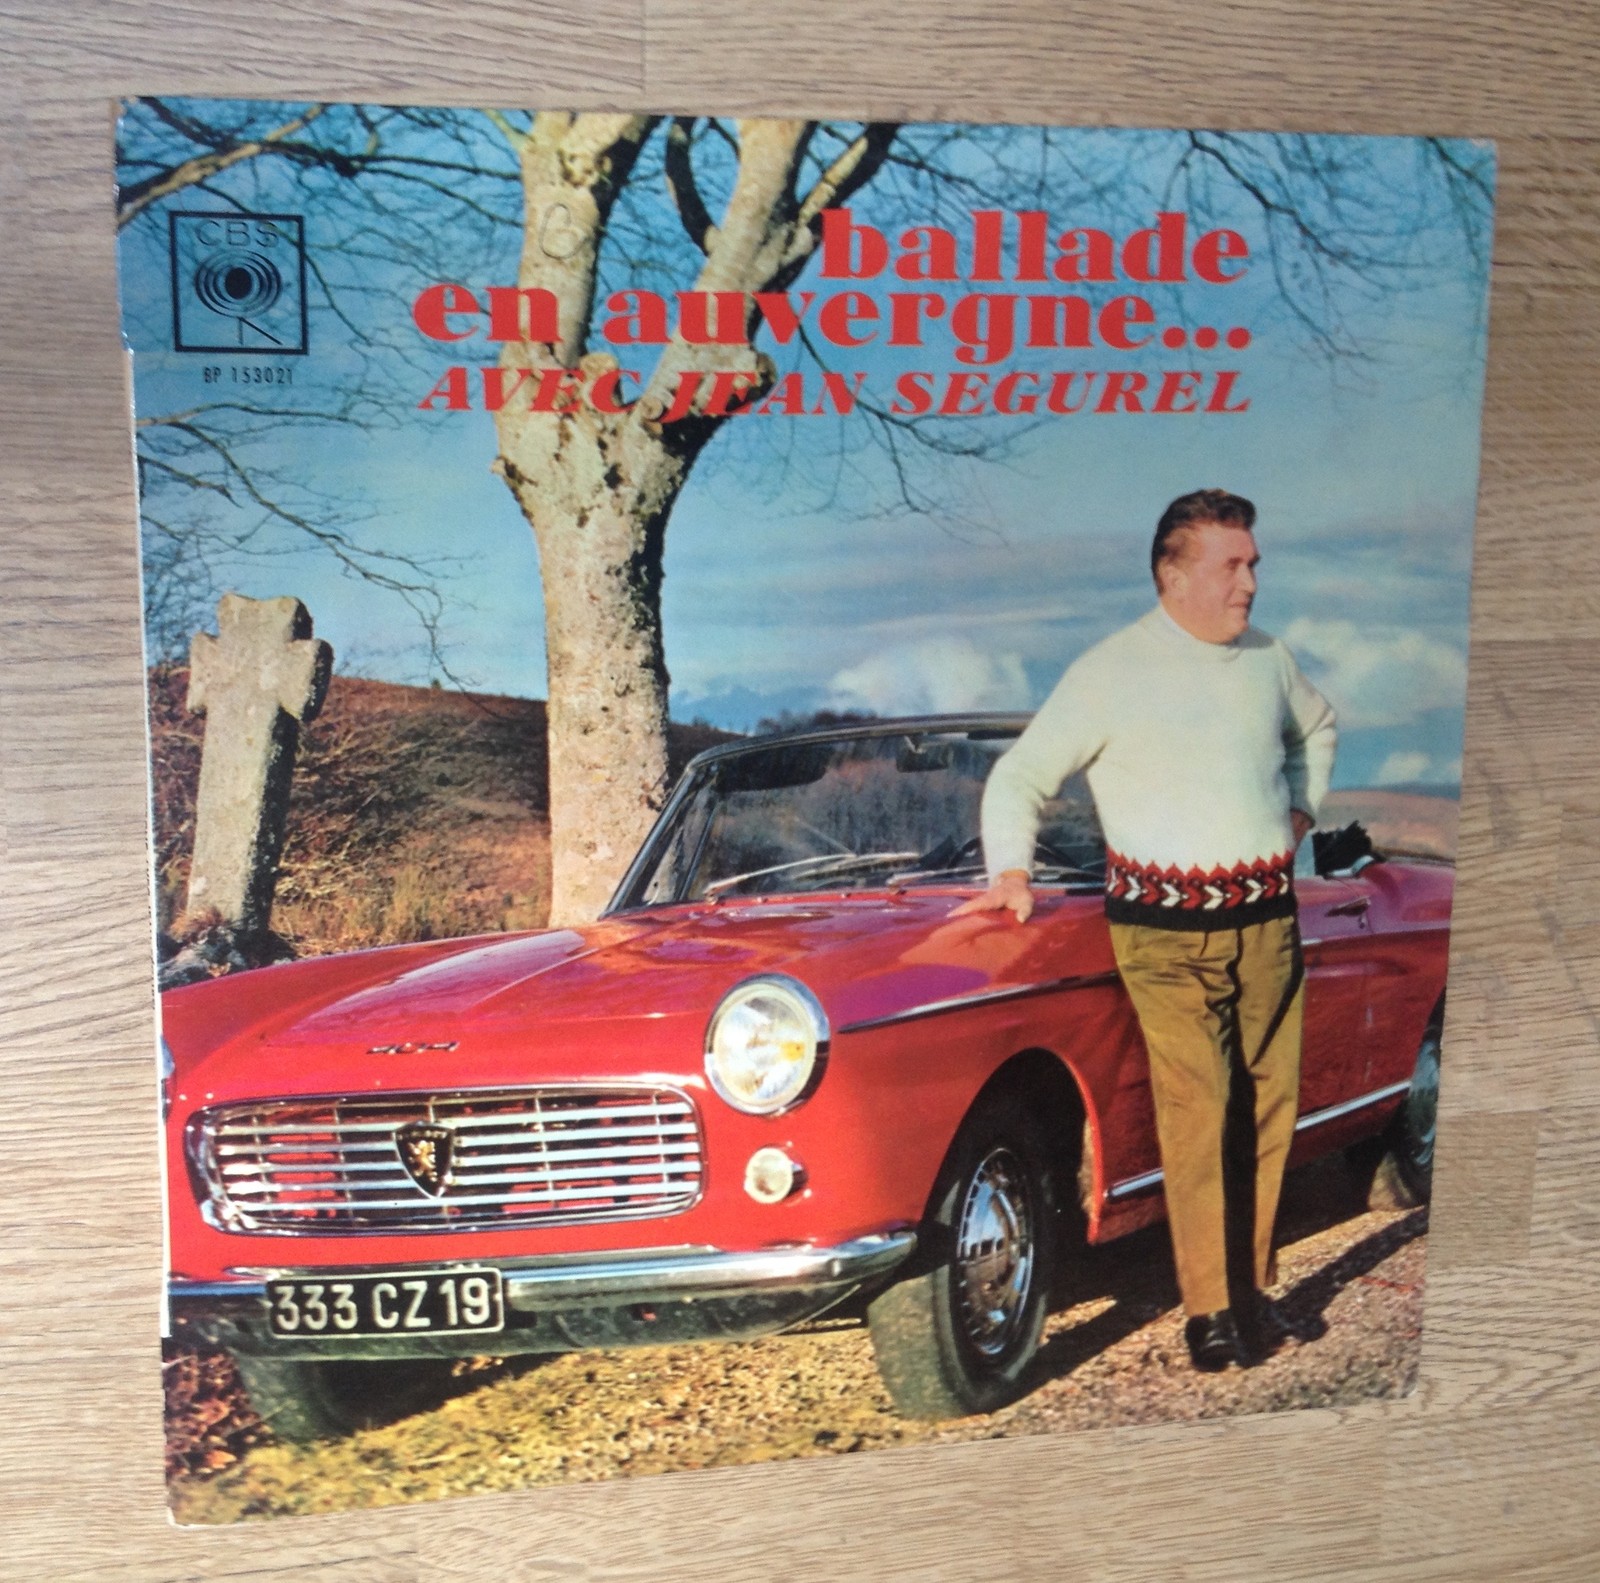 CBS
BP 153021
ballade
en auvergne...
AVEC JEAN SEGUREL
404
333 CZ 19